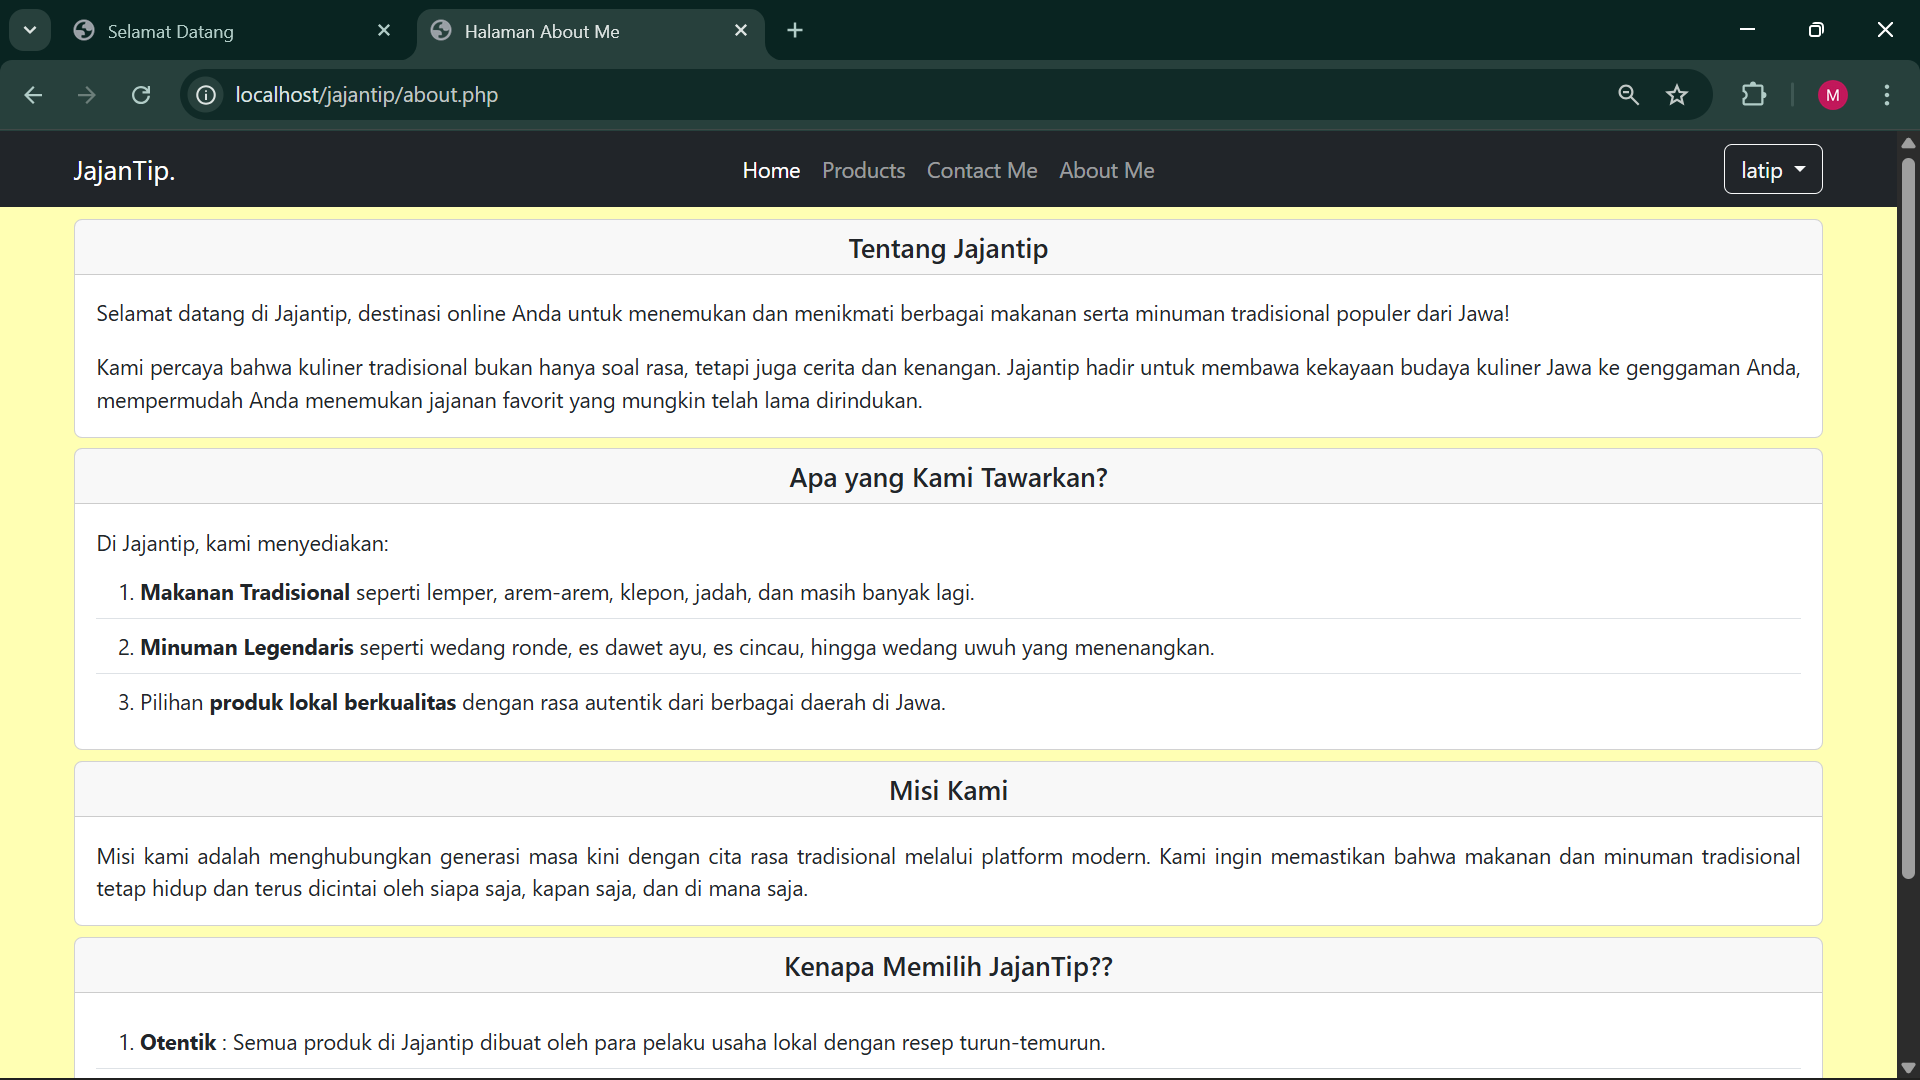 Selamat Datang
Halaman About Me
localhost/jajantip/about.php
M
JajanTip.
Home Products Contact Me About Me
latip
Tentang Jajantip
Selamat datang di Jajantip, destinasi online Anda untuk menemukan dan menikmati berbagai makanan serta minuman tradisional populer dari Jawa!
Kami percaya bahwa kuliner tradisional bukan hanya soal rasa, tetapi juga cerita dan kenangan. Jajantip hadir untuk membawa kekayaan budaya kuliner Jawa ke genggaman Anda,
mempermudah Anda menemukan jajanan favorit yang mungkin telah lama dirindukan.
Apa yang Kami Tawarkan?
Di Jajantip, kami menyediakan:
1. Makanan Tradisional seperti lemper, arem-arem, klepon, jadah, dan masih banyak lagi.
2. Minuman Legendaris seperti wedang ronde, es dawet ayu, es cincau, hingga wedang uwuh yang menenangkan.
3. Pilihan produk lokal berkualitas dengan rasa autentik dari berbagai daerah di Jawa.
Misi Kami
Misi kami adalah menghubungkan generasi masa kini dengan cita rasa tradisional melalui platform modern. Kami ingin memastikan bahwa makanan dan minuman tradisional
tetap hidup dan terus dicintai oleh siapa saja, kapan saja, dan di mana saja.
Kenapa Memilih JajanTip??
1. Otentik : Semua produk di Jajantip dibuat oleh para pelaku usaha lokal dengan resep turun-temurun.